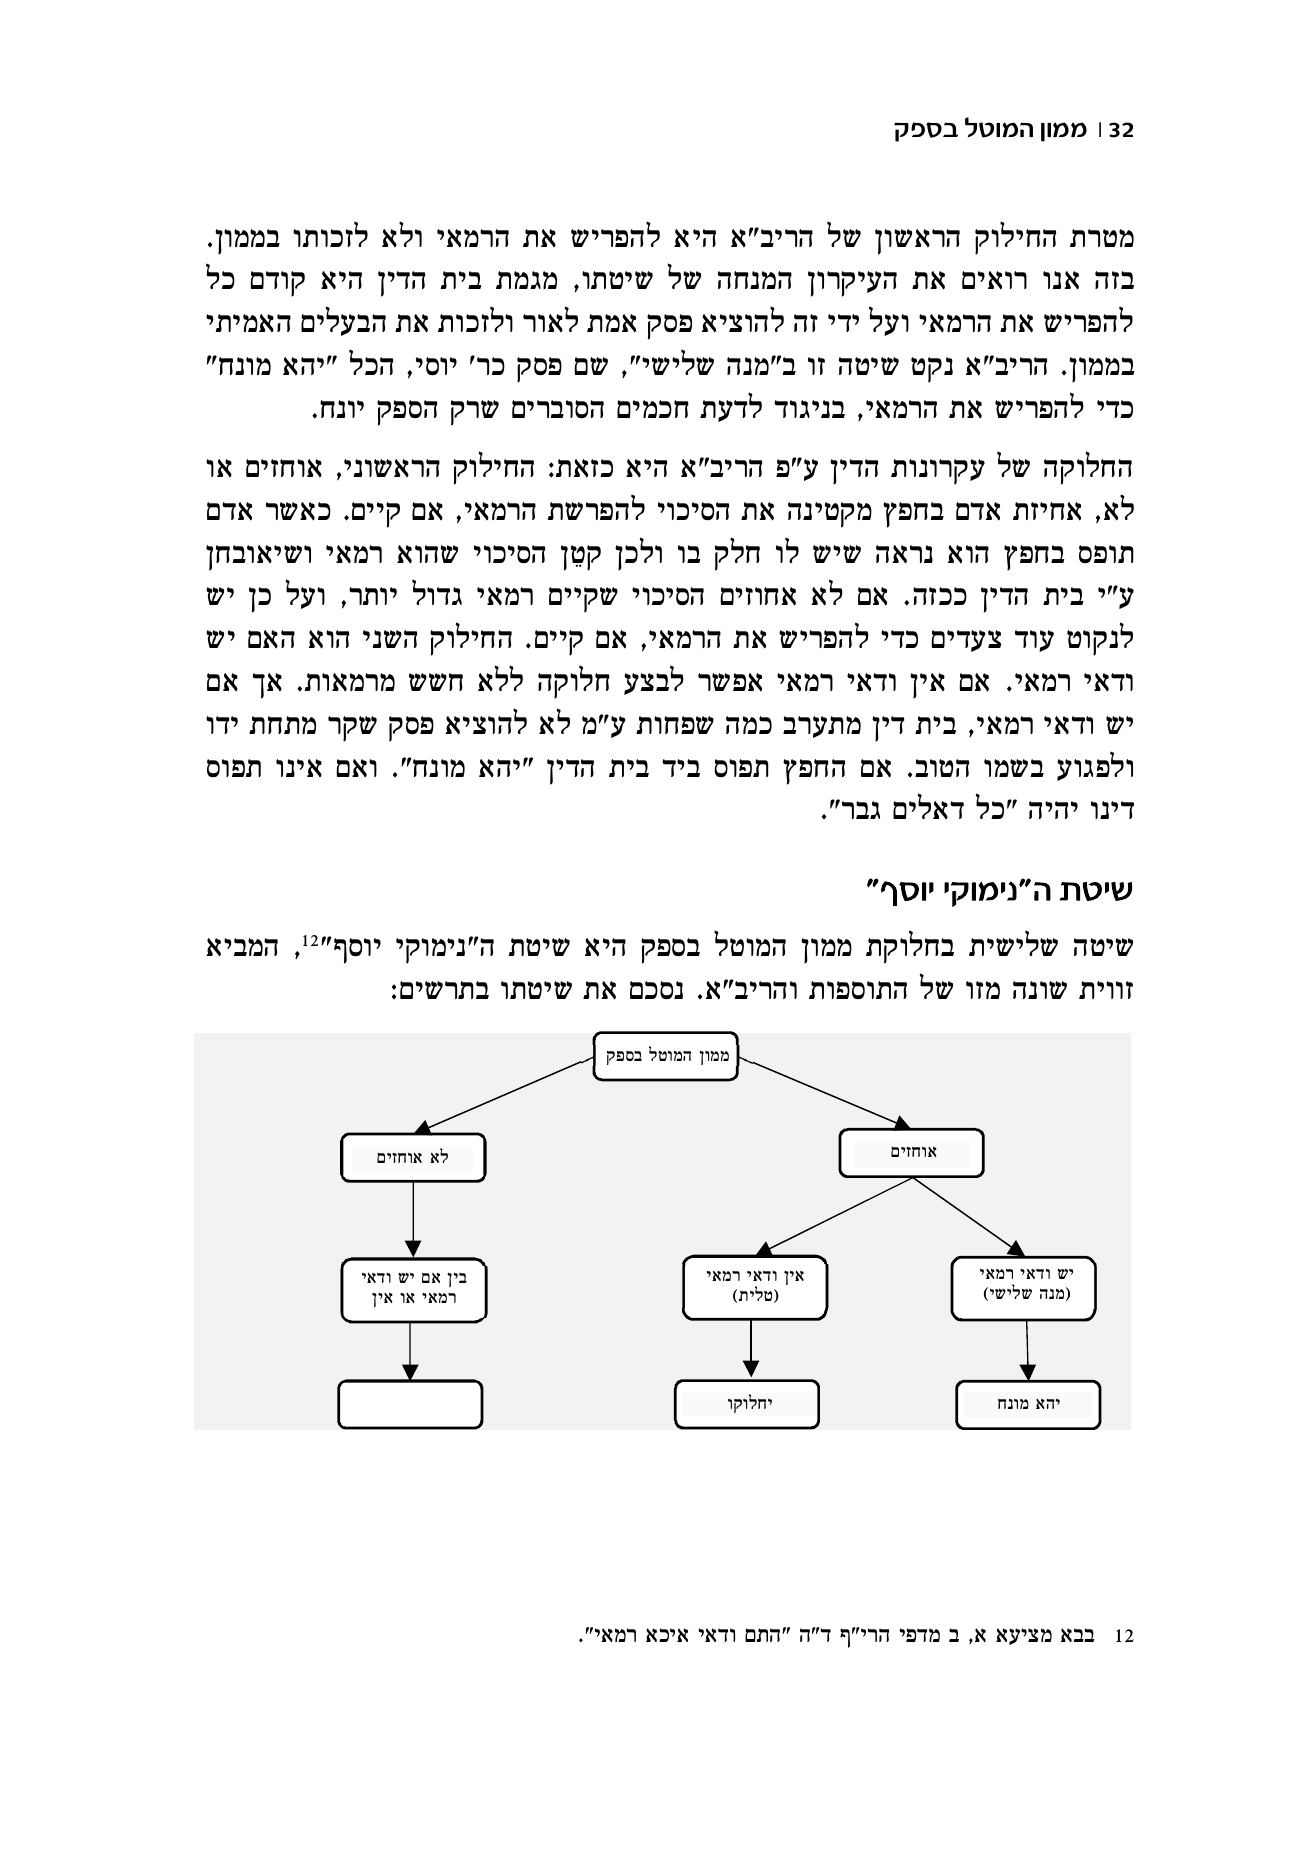 32 | ממון המוטל בספק
מטרת החילוק הראשון של הריב"א היא להפריש את הרמאי ולא לזכותו בממון.
בזה אנו רואים את העיקרון המנחה של שיטתו, מגמת בית הדין היא קודם כל
להפריש את הרמאי ועל ידי זה להוציא פסק אמת לאור ולזכות את הבעלים האמיתי
בממון. הריב"א נקט שיטה זו ב"מנה שלישי", שם פסק כר' יוסי, הכל "יהא מונח"
כדי להפריש את הרמאי, בניגוד לדעת חכמים הסוברים שרק הספק יונח.
החלוקה של עקרונות הדין ע"פ הריב"א היא כזאת: החילוק הראשוני, אוחזים או
לא, אחיזת אדם בחפץ מקטינה את הסיכוי להפרשת הרמאי, אם קיים. כאשר אדם
תופס בחפץ הוא נראה שיש לו חלק בו ולכן קטֵן הסיכוי שהוא רמאי ושיאובחן
ע"י בית הדין ככזה. אם לא אחוזים הסיכוי שקיים רמאי גדול יותר, ועל כן יש
לנקוט עוד צעדים כדי להפריש את הרמאי, אם קיים. החילוק השני הוא האם יש
ודאי רמאי. אם אין ודאי רמאי אפשר לבצע חלוקה ללא חשש מרמאות. אך אם
יש ודאי רמאי, בית דין מתערב כמה שפחות ע"מ לא להוציא פסק שקר מתחת ידו
ולפגוע בשמו הטוב. אם החפץ תפוס ביד בית הדין "יהא מונח". ואם אינו תפוס
דינו יהיה "כל דאלים גבר".
שיטת ה"נימוקי יוסף"
שיטה שלישית בחלוקת ממון המוטל בספק היא שיטת ה"נימוקי יוסף"12, המביא
זווית שונה מזו של התוספות והריב"א. נסכם את שיטתו בתרשים:
ממון המוטל בספק
אוחזים
לא אוחזים
יש ודאי רמאי
(מנה שלישי)
אין ודאי רמאי
(טלית)
בין אם יש ודאי
רמאי או אין
יהא מונח
יחלוקו
12 בבא מציעא א, ב מדפי הרי"ף ד"ה "התם ודאי איכא רמאי".